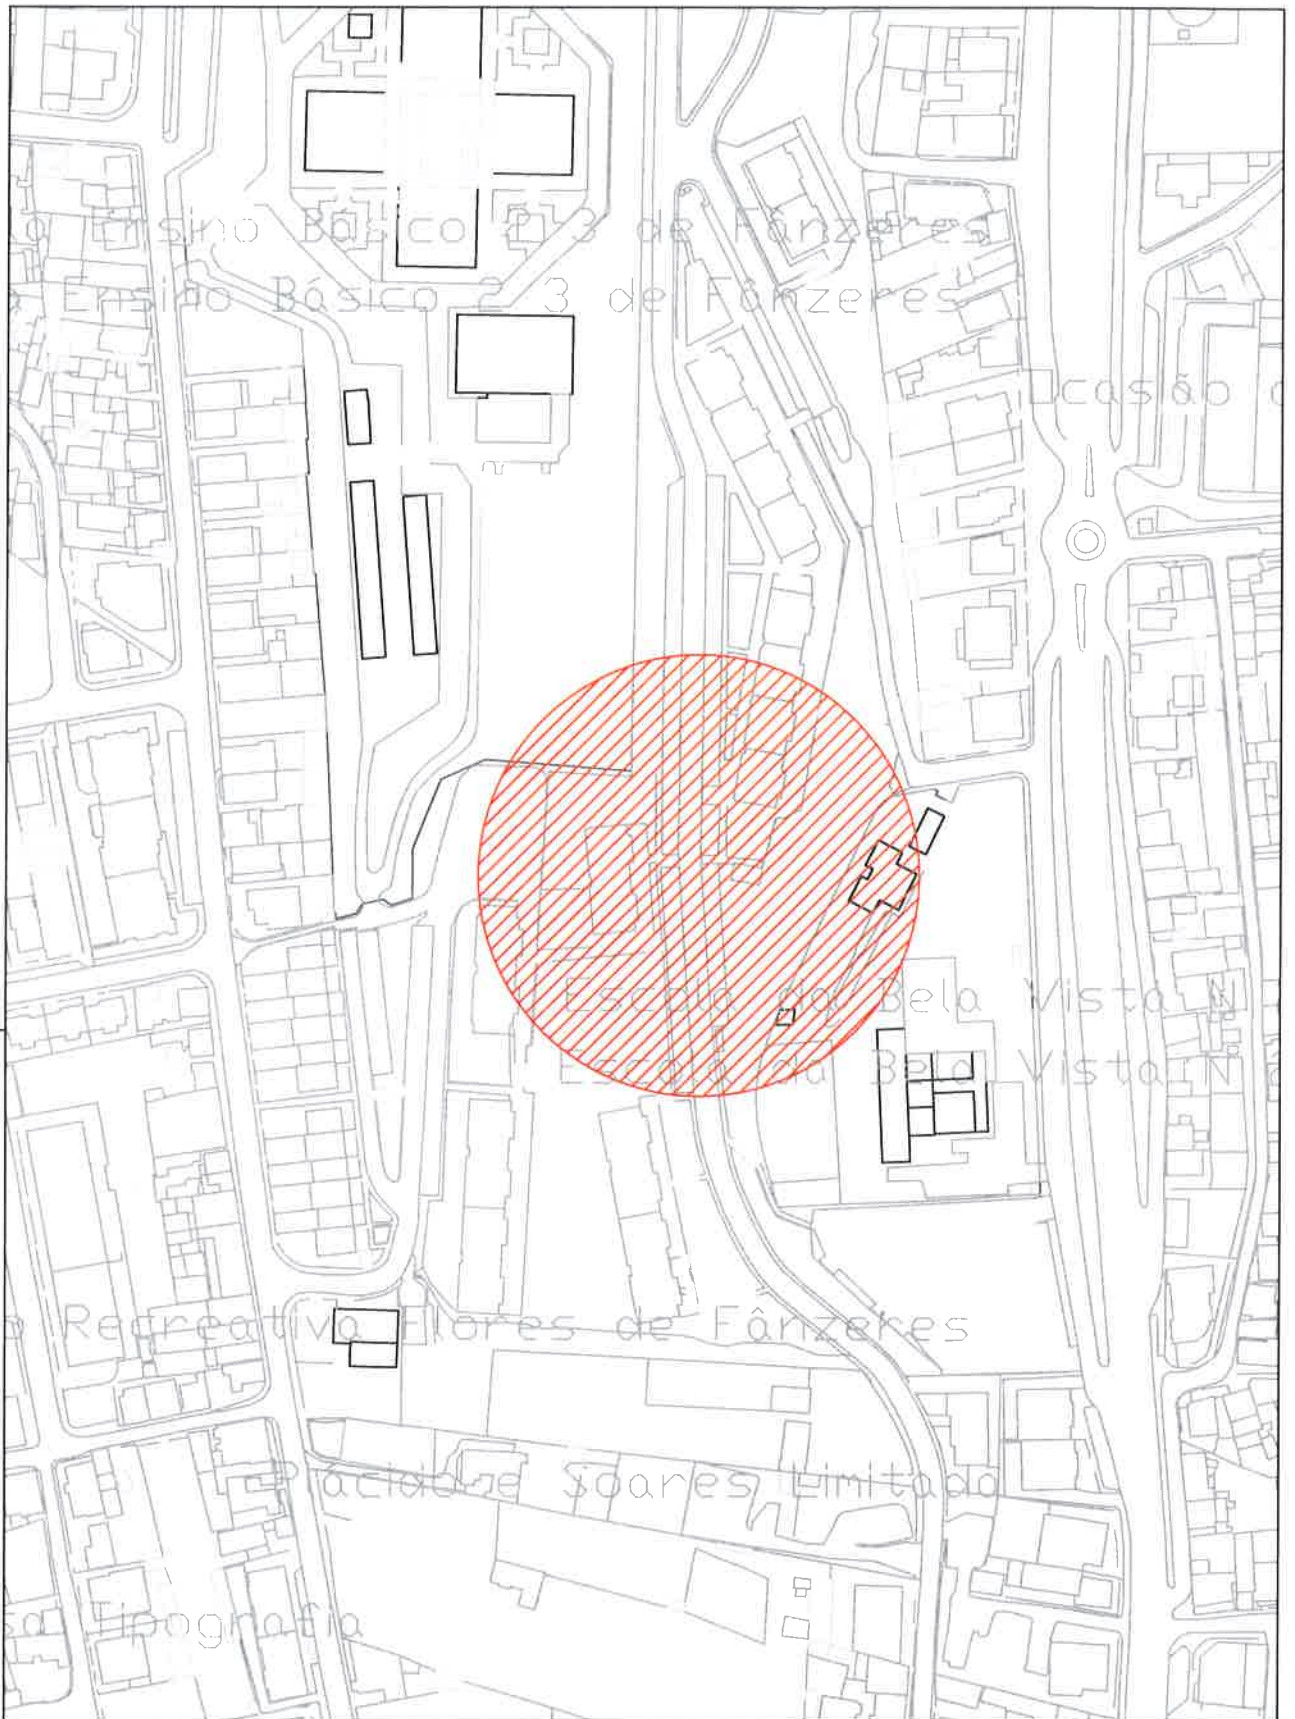 Ensino Básico 2 3 de Fânzeres
Ensino Básico 2 3 de Fânzeres
Ocasão
Escola da Bela Vista N
Escola da Bela Vista N
Recreativo Flores de Fânzeres
Placido e Soares Limitada
Tipografia